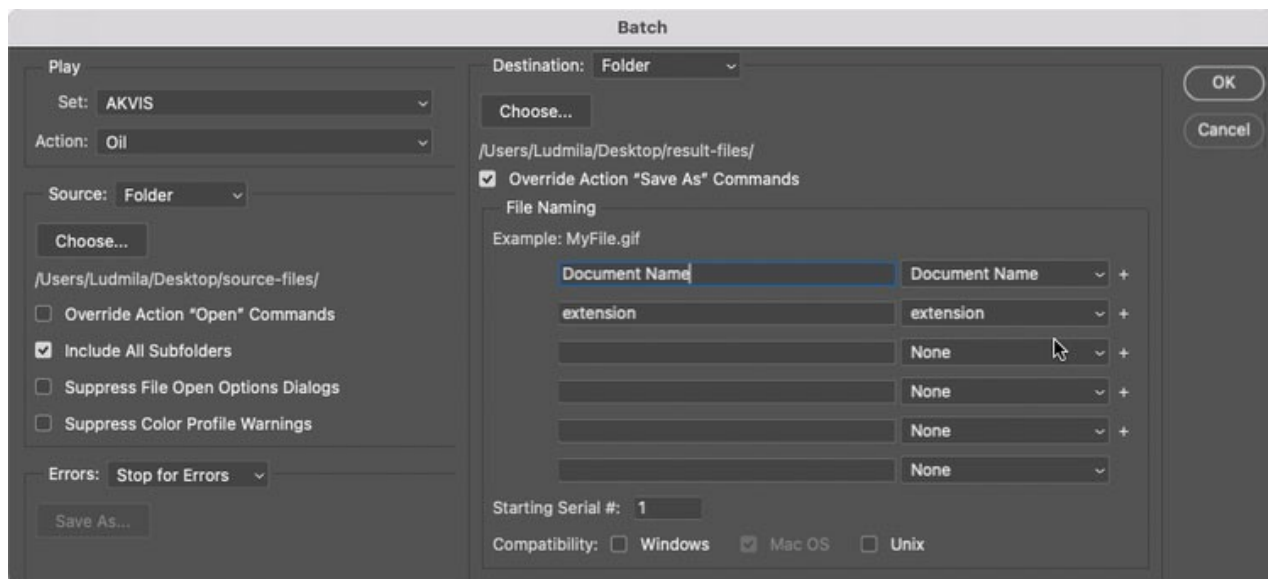 Batch
Play
Set: AKVIS
Action: Oil
Source: Folder
Choose...
/Users/Ludmila/Desktop/source-files/
Override Action "Open" Commands
Include All Subfolders
Suppress File Open Options Dialogs
Suppress Color Profile Warnings
Errors: Stop for Errors
Save As...
Destination: Folder
Choose...
/Users/Ludmila/Desktop/result-files/
Override Action "Save As" Commands
File Naming
Example: MyFile.gif
Document Name Document Name +
extension extension +
None +
None +
None +
None
Starting Serial #: 1
Compatibility: Windows Mac OS Unix
OK
Cancel